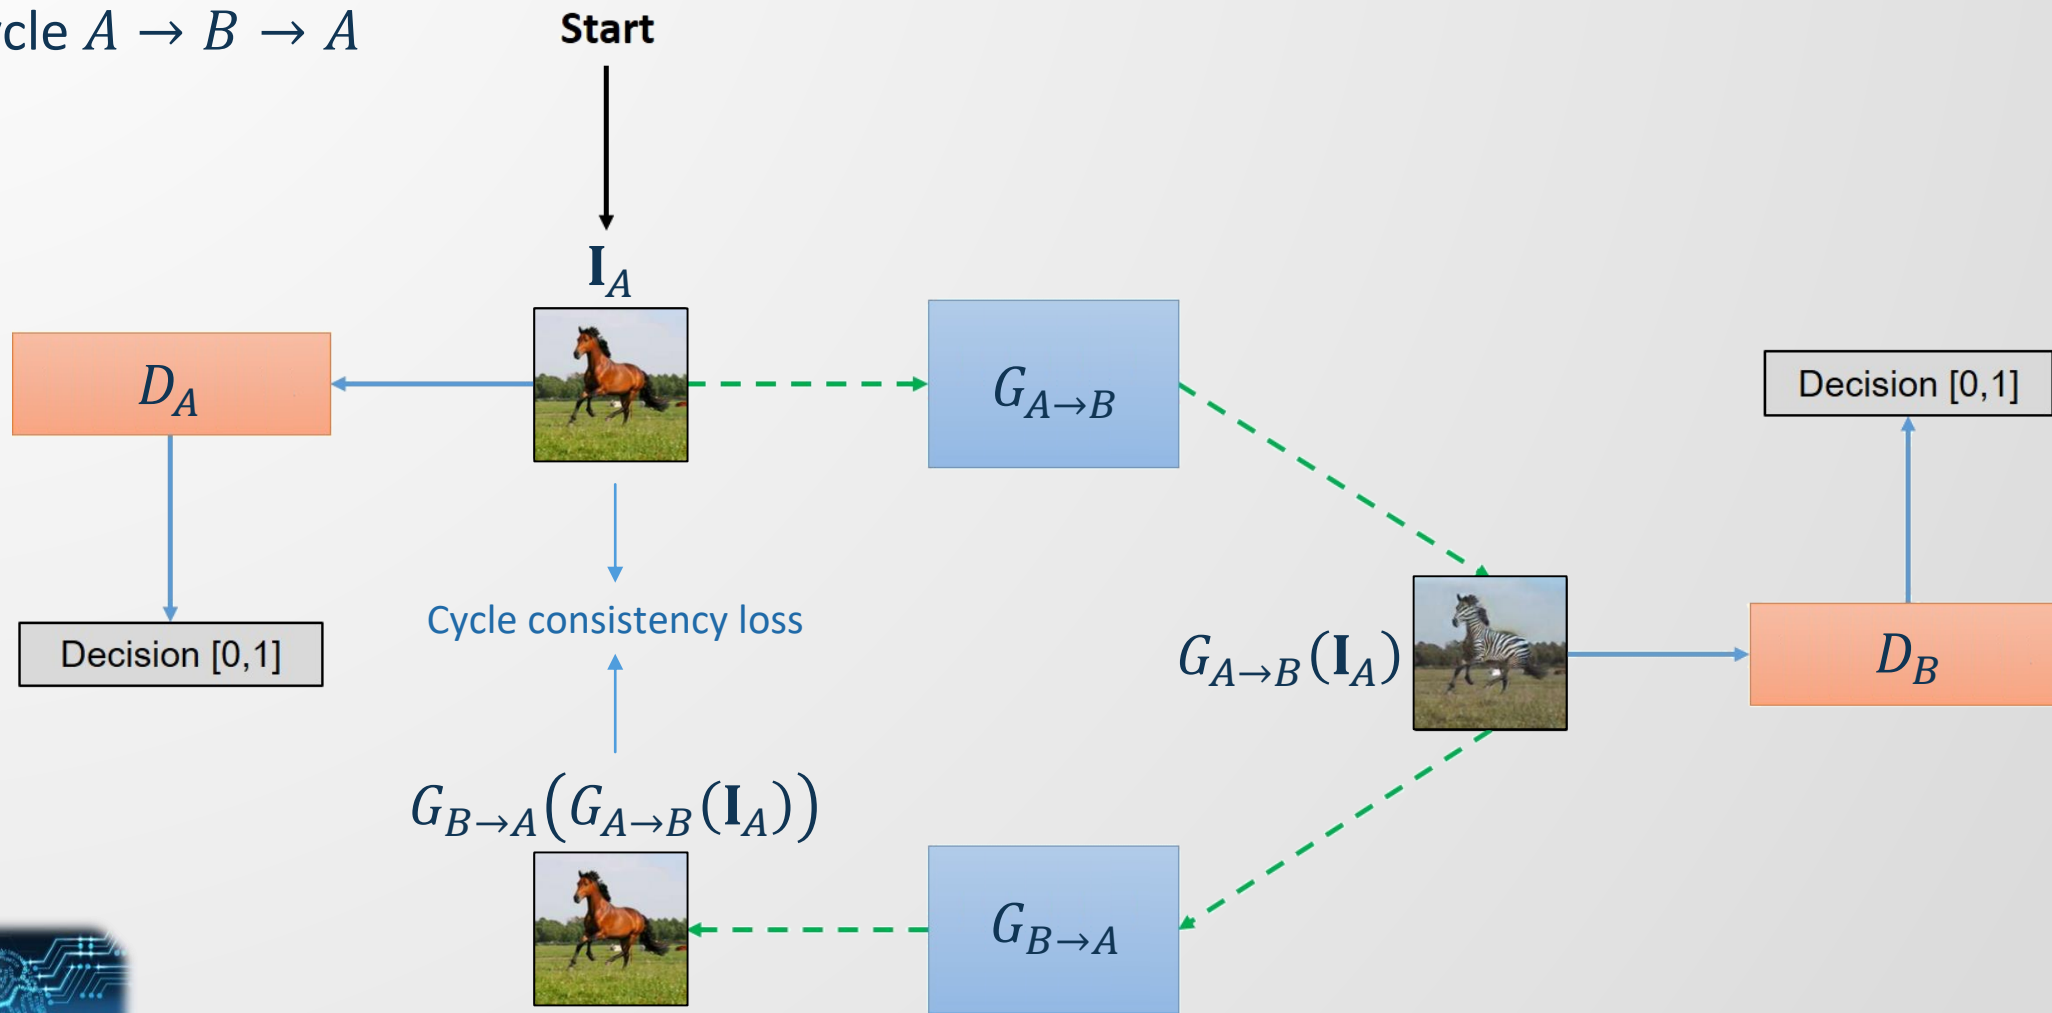 cle A → B → A
Start
I_A
D_A
G_{A→B}
Decision [0,1]
Cycle consistency loss
Decision [0,1]
G_{A→B}(I_A)
D_B
G_{B→A}(G_{A→B}(I_A))
G_{B→A}